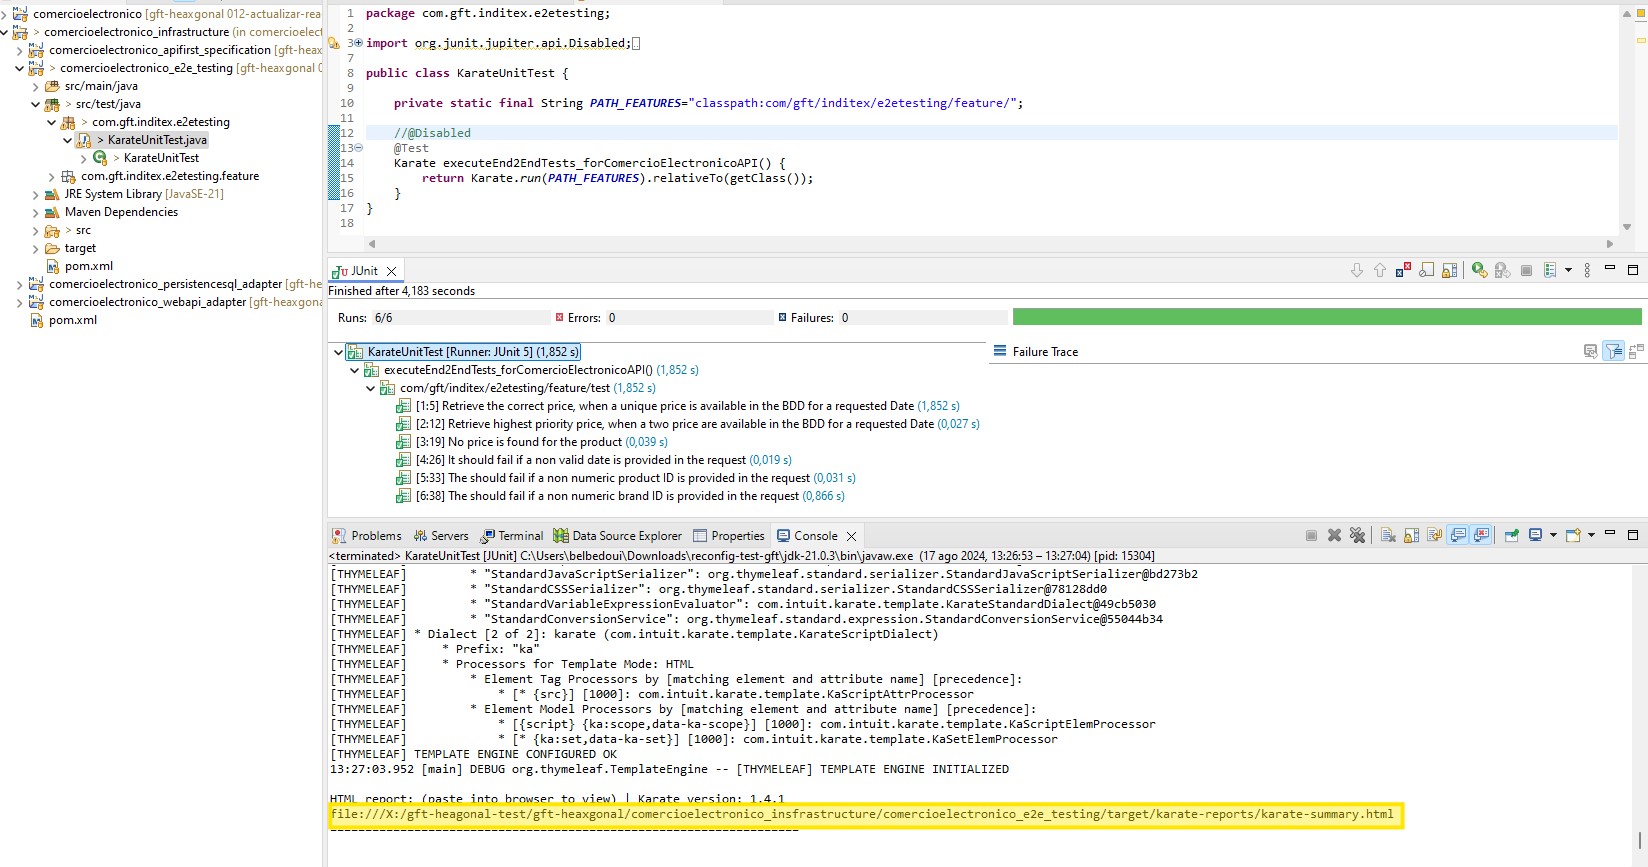 comercioelectronico [gft-heaxgonal 012-actualizar-rea
> comercioelectronico_infrastructure (in comercioelect
comercioelectronico_apifirst_specification [gft-heax
> comercioelectronico_e2e_testing [gft-heaxgonal 0
src/main/java
> src/test/java
> com.gft.inditex.e2etesting
> KarateUnitTest.java
> KarateUnitTest
com.gft.inditex.e2etesting.feature
JRE System Library [JavaSE-21]
Maven Dependencies
> src
target
pom.xml
comercioelectronico_persistencesql_adapter [gft-he
comercioelectronico_webapi_adapter [gft-heaxgona
pom.xml
1 package com.gft.inditex.e2etesting;
2
3 import org.junit.jupiter.api.Disabled;
7
8 public class KarateUnitTest {
9
10 private static final String PATH_FEATURES="classpath:com/gft/inditex/e2etesting/feature/";
11
12 //@Disabled
13 @Test
14 Karate executeEnd2EndTests_forComercioElectronicoAPI() {
15 return Karate.run(PATH_FEATURES).relativeTo(getClass());
16 }
17 }
18
JUnit
Finished after 4,183 seconds
Runs: 6/6 Errors: 0 Failures: 0
KarateUnitTest [Runner: JUnit 5] (1,852 s)
Failure Trace
executeEnd2EndTests_forComercioElectronicoAPI() (1,852 s)
com/gft/inditex/e2etesting/feature/test (1,852 s)
[1:5] Retrieve the correct price, when a unique price is available in the BDD for a requested Date (1,852 s)
[2:12] Retrieve highest priority price, when a two price are available in the BDD for a requested Date (0,027 s)
[3:19] No price is found for the product (0,039 s)
[4:26] It should fail if a non valid date is provided in the request (0,019 s)
[5:33] The should fail if a non numeric product ID is provided in the request (0,031 s)
[6:38] The should fail if a non numeric brand ID is provided in the request (0,866 s)
Problems Servers Terminal Data Source Explorer Properties Console
<terminated> KarateUnitTest [JUnit] C:\Users\belbedoui\Downloads\reconfig-test-gft\jdk-21.0.3\bin\javaw.exe (17 ago 2024, 13:26:53 – 13:27:04) [pid: 15304]
[THYMELEAF] * "StandardJavaScriptSerializer": org.thymeleaf.standard.serializer.StandardJavaScriptSerializer@bd273b2
[THYMELEAF] * "StandardCSSSerializer": org.thymeleaf.standard.serializer.StandardCSSSerializer@78128dd0
[THYMELEAF] * "StandardVariableExpressionEvaluator": com.intuit.karate.template.KarateStandardDialect@49cb5030
[THYMELEAF] * "StandardConversionService": org.thymeleaf.standard.expression.StandardConversionService@55044b34
[THYMELEAF] * Dialect [2 of 2]: karate (com.intuit.karate.template.KarateScriptDialect)
[THYMELEAF] * Prefix: "ka"
[THYMELEAF] * Processors for Template Mode: HTML
[THYMELEAF] * Element Tag Processors by [matching element and attribute name] [precedence]:
[THYMELEAF] * [* {src}] [1000]: com.intuit.karate.template.KaScriptAttrProcessor
[THYMELEAF] * Element Model Processors by [matching element and attribute name] [precedence]:
[THYMELEAF] * [{script} {ka:scope,data-ka-scope}] [1000]: com.intuit.karate.template.KaScriptElemProcessor
[THYMELEAF] * [* {ka:set,data-ka-set}] [1000]: com.intuit.karate.template.KaSetElemProcessor
[THYMELEAF] TEMPLATE ENGINE CONFIGURED OK
13:27:03.952 [main] DEBUG org.thymeleaf.TemplateEngine -- [THYMELEAF] TEMPLATE ENGINE INITIALIZED
HTML report: (paste into browser to view) | Karate version: 1.4.1
file:///X:/gft-heagonal-test/gft-heaxgonal/comercioelectronico_insfrastructure/comercioelectronico_e2e_testing/target/karate-reports/karate-summary.html